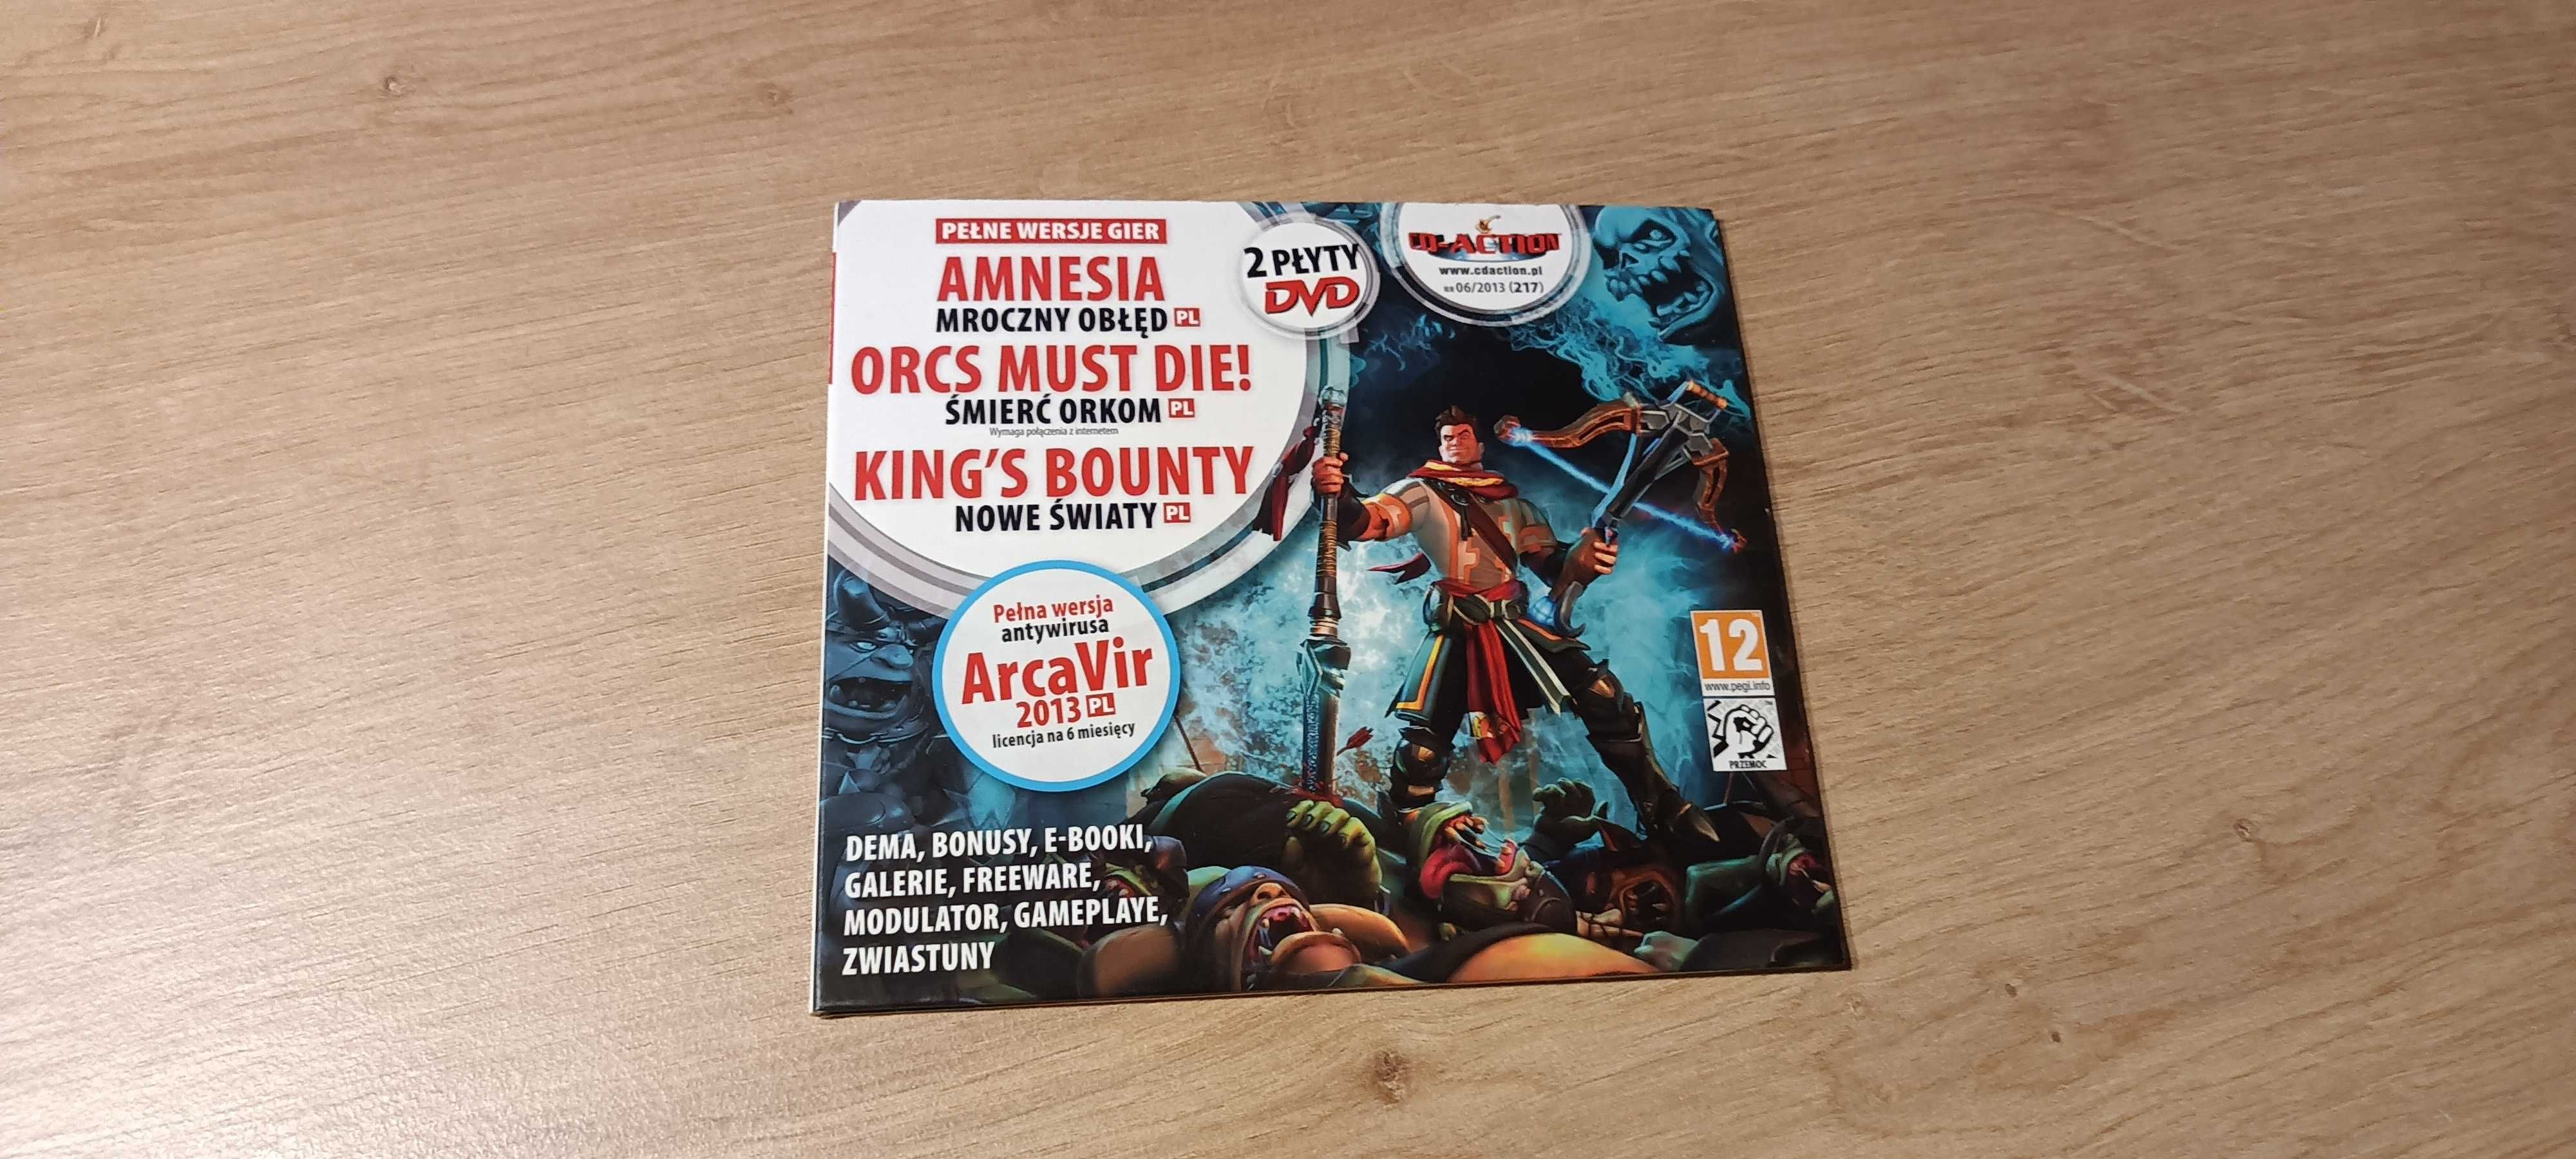 PEŁNE WERSJE GIER
AMNESIA
MROCZNY OBŁĘD PL
ORCS MUST DIE!
ŚMIERĆ ORKOM PL
Wymaga połączenia z internetem
KING'S BOUNTY
NOWE ŚWIATY PL
2 PŁYTY
DVD
CD-ACTION
www.cdaction.pl
NR 06/2013 (217)
Pełna wersja
antywirusa
ArcaVir
2013 PL
licencja na 6 miesięcy
12
www.pegi.info
PRZEMOC
DEMA, BONUSY, E-BOOKI,
GALERIE, FREEWARE,
MODULATOR, GAMEPLAYE,
ZWIASTUNY